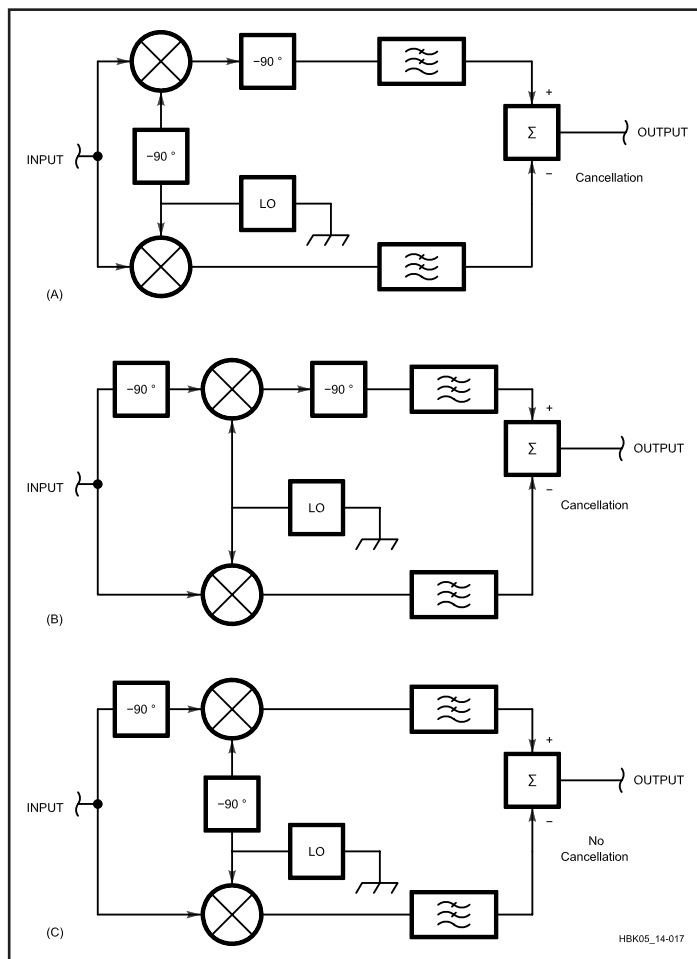 −90 °
+
INPUT
−90 °
Σ
OUTPUT
LO
−
Cancellation
(A)
−90 °
−90 °
+
Σ
OUTPUT
INPUT
LO
−
Cancellation
(B)
−90 °
+
INPUT
−90 °
Σ
OUTPUT
LO
−
No
Cancellation
(C)
HBK05_14-017